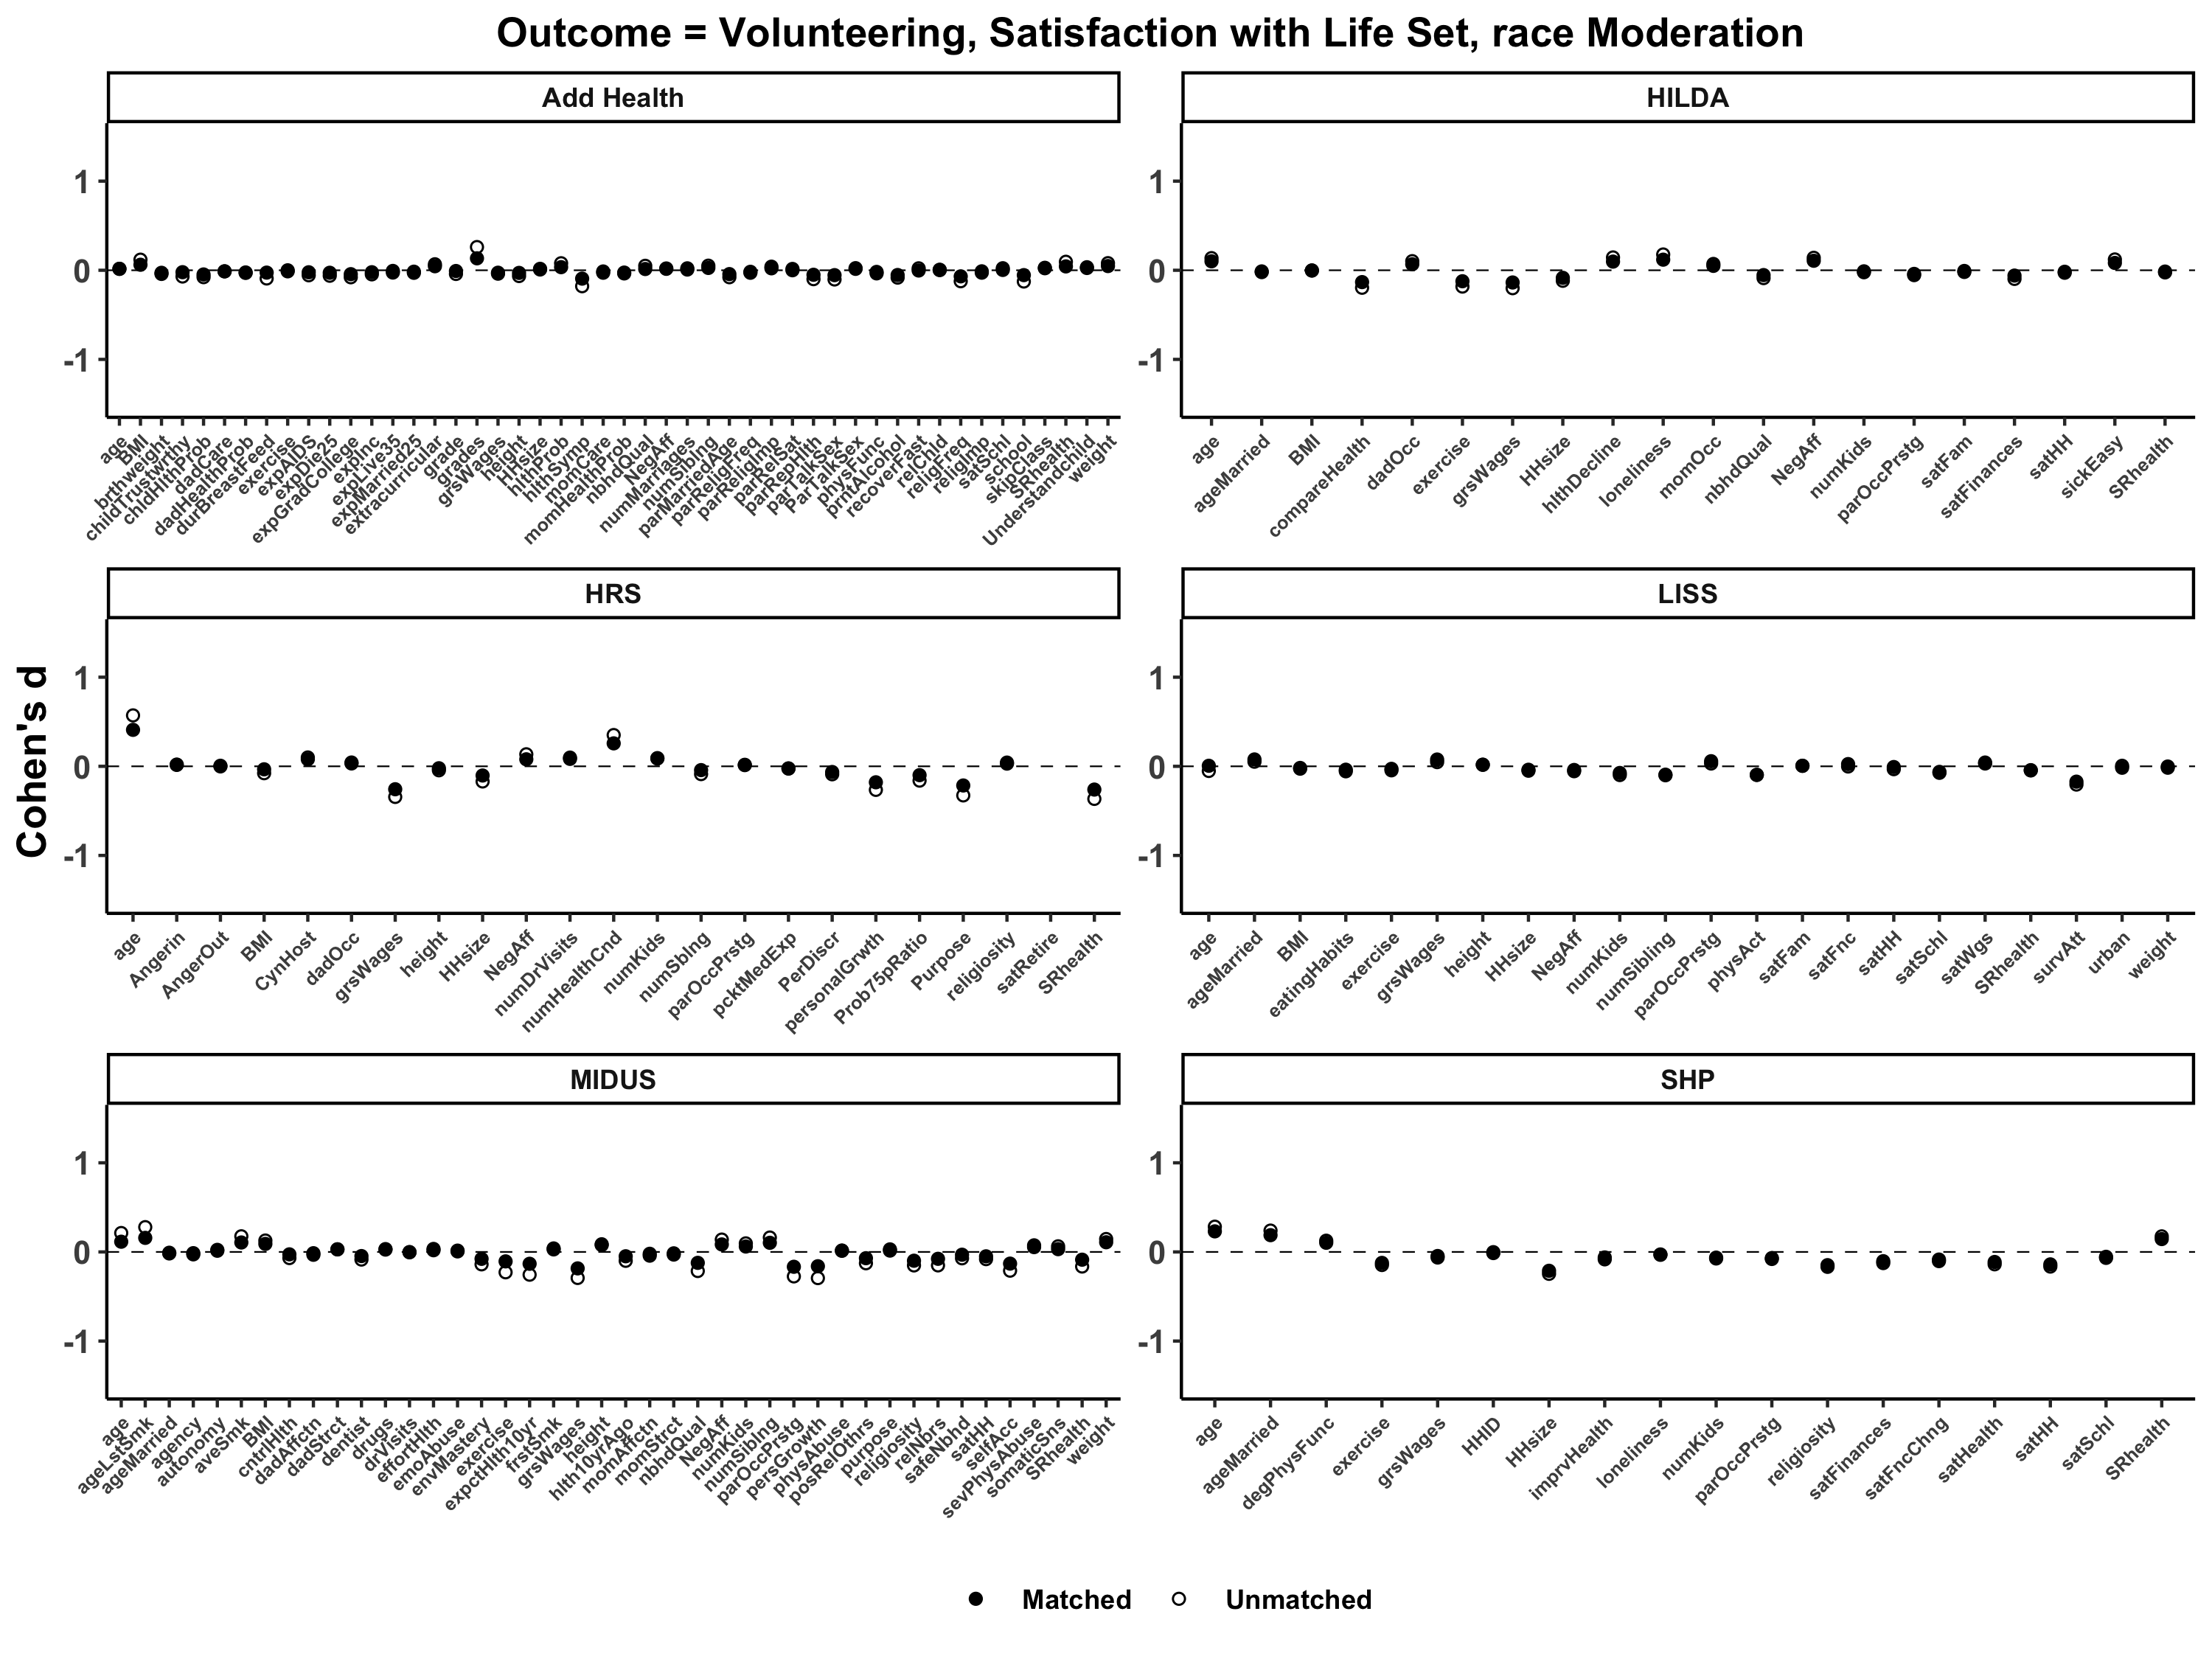 Outcome = Volunteering, Satisfaction with Life Set, race Moderation
Add Health
1
0
-1
age
BMI
brthweight
childTrustwrthy
chldHlthProb
dadCare
dadHealthProb
durBreastFeed
exercise
expAIDS
expDie25
expGradCollege
expInc
expLive35
expMarried25
extracurricular
grade
grades
grsWages
height
HHsize
hlthProb
hlthSymp
momCare
momHealthProb
nbhdQual
NegAff
numMarriages
numSiblng
parMarriedAge
parReligFreq
parReligImp
parRelSat
parRepHlth
parTalkSex
ParTalkSex
physFunc
prntAlcohol
recoverFast
relChld
religFreq
religImp
satSchl
school
skipClass
SRhealth
Understandchild
weight
HILDA
1
0
-1
age
ageMarried
BMI
compareHealth
dadOcc
exercise
grsWages
HHsize
hlthDecline
loneliness
momOcc
nbhdQual
NegAff
numKids
parOccPrstg
satFam
satFinances
satHH
sickEasy
SRhealth
Cohen's d
HRS
1
0
-1
age
Angerin
AngerOut
BMI
CynHost
dadOcc
grsWages
height
HHsize
NegAff
numDrVisits
numHealthCnd
numKids
numSblng
parOccPrstg
pcktMedExp
PerDiscr
personalGrwth
Prob75pRatio
Purpose
religiosity
satRetire
SRhealth
LISS
1
0
-1
age
ageMarried
BMI
eatingHabits
exercise
grsWages
height
HHsize
NegAff
numKids
numSibling
parOccPrstg
physAct
satFam
satFnc
satHH
satSchl
satWgs
SRhealth
survAtt
urban
weight
MIDUS
1
0
-1
age
ageLstSmk
ageMarried
agency
autonomy
aveSmk
BMI
cntrlHlth
dadAffctn
dadStrct
dentist
drugs
drVisits
effortHlth
emoAbuse
envMastery
exercise
expctHlth10yr
frstSmk
grsWages
height
hlth10yrAgo
momAffctn
momStrct
nbhdQual
NegAff
numKids
numSiblng
parOccPrstg
persGrowth
physAbuse
posRelOthrs
purpose
religiosity
relNbrs
safeNbhd
satHH
selfAcc
sevPhysAbuse
somaticSns
SRhealth
weight
SHP
1
0
-1
age
ageMarried
degPhysFunc
exercise
grsWages
HHID
HHsize
imprvHealth
loneliness
numKids
parOccPrstg
religiosity
satFinances
satFncChng
satHealth
satHH
satSchl
SRhealth
Matched
Unmatched